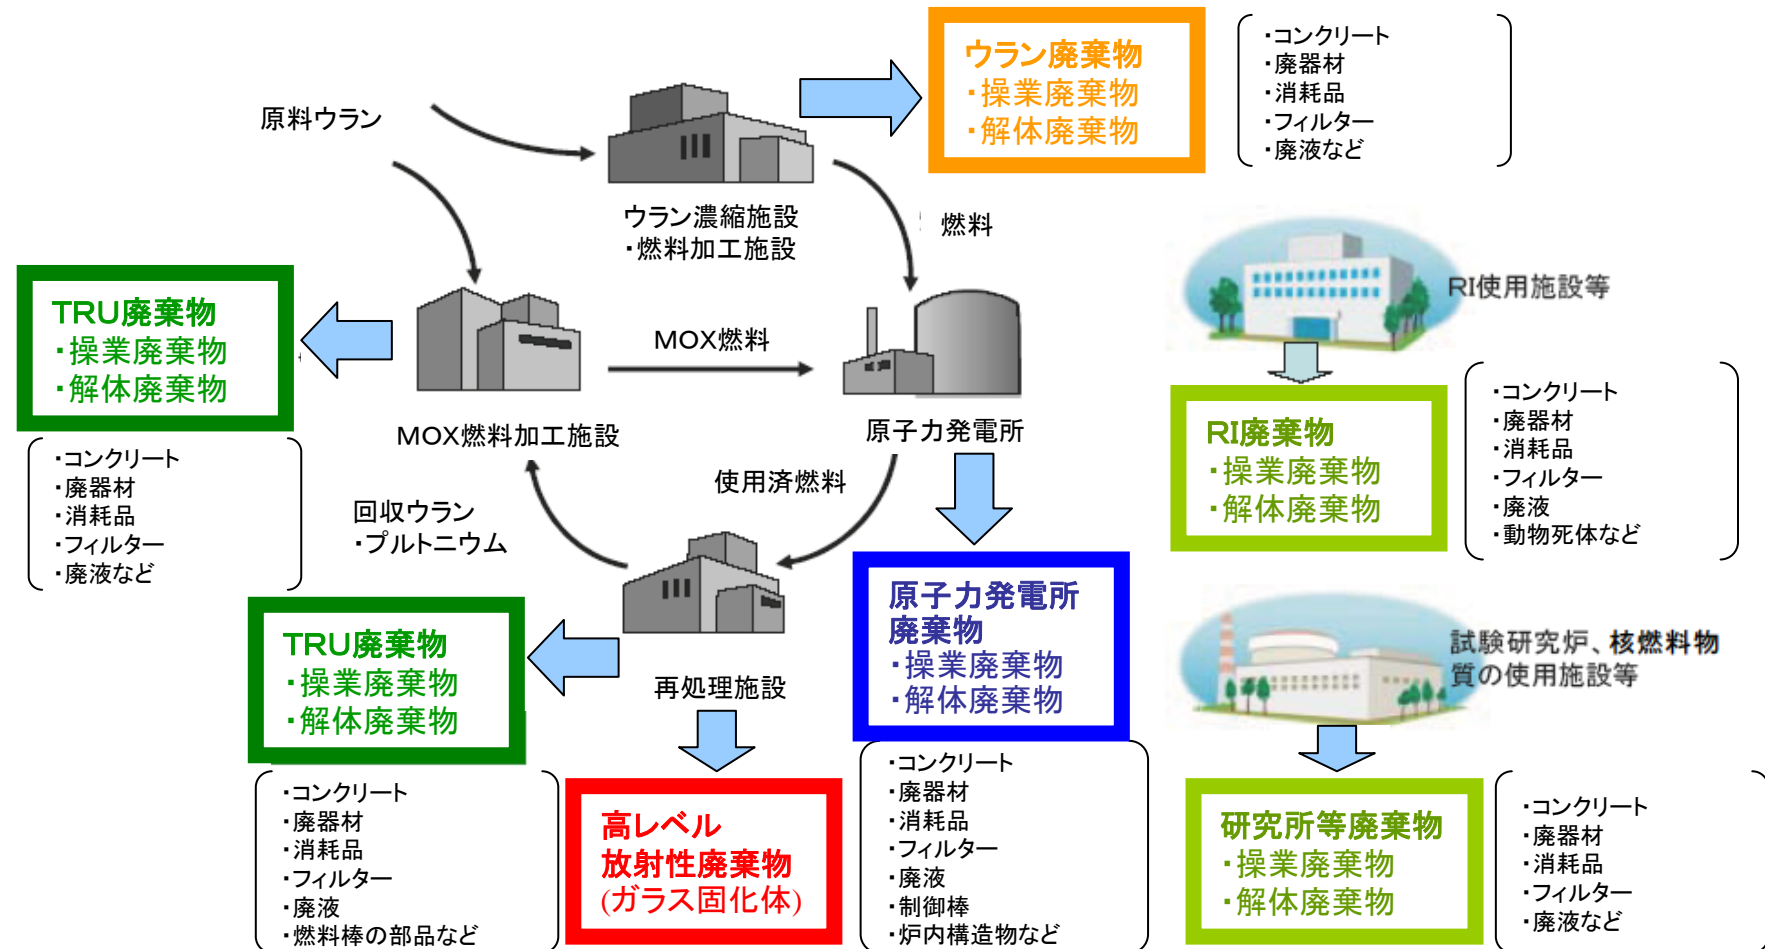 原料ウラン
ウラン濃縮施設
・燃料加工施設
ウラン廃棄物
・操業廃棄物
・解体廃棄物
・コンクリート
・廃器材
・消耗品
・フィルター
・廃液など
燃料
TRU廃棄物
・操業廃棄物
・解体廃棄物
・コンクリート
・廃器材
・消耗品
・フィルター
・廃液など
MOX燃料加工施設
MOX燃料
原子力発電所
使用済燃料
回収ウラン
・プルトニウム
再処理施設
TRU廃棄物
・操業廃棄物
・解体廃棄物
・コンクリート
・廃器材
・消耗品
・フィルター
・廃液
・燃料棒の部品など
高レベル
放射性廃棄物
(ガラス固化体)
原子力発電所
廃棄物
・操業廃棄物
・解体廃棄物
・コンクリート
・廃器材
・消耗品
・フィルター
・廃液
・制御棒
・炉内構造物など
RI使用施設等
RI廃棄物
・操業廃棄物
・解体廃棄物
・コンクリート
・廃器材
・消耗品
・フィルター
・廃液
・動物死体など
試験研究炉、核燃料物
質の使用施設等
研究所等廃棄物
・操業廃棄物
・解体廃棄物
・コンクリート
・廃器材
・消耗品
・フィルター
・廃液など